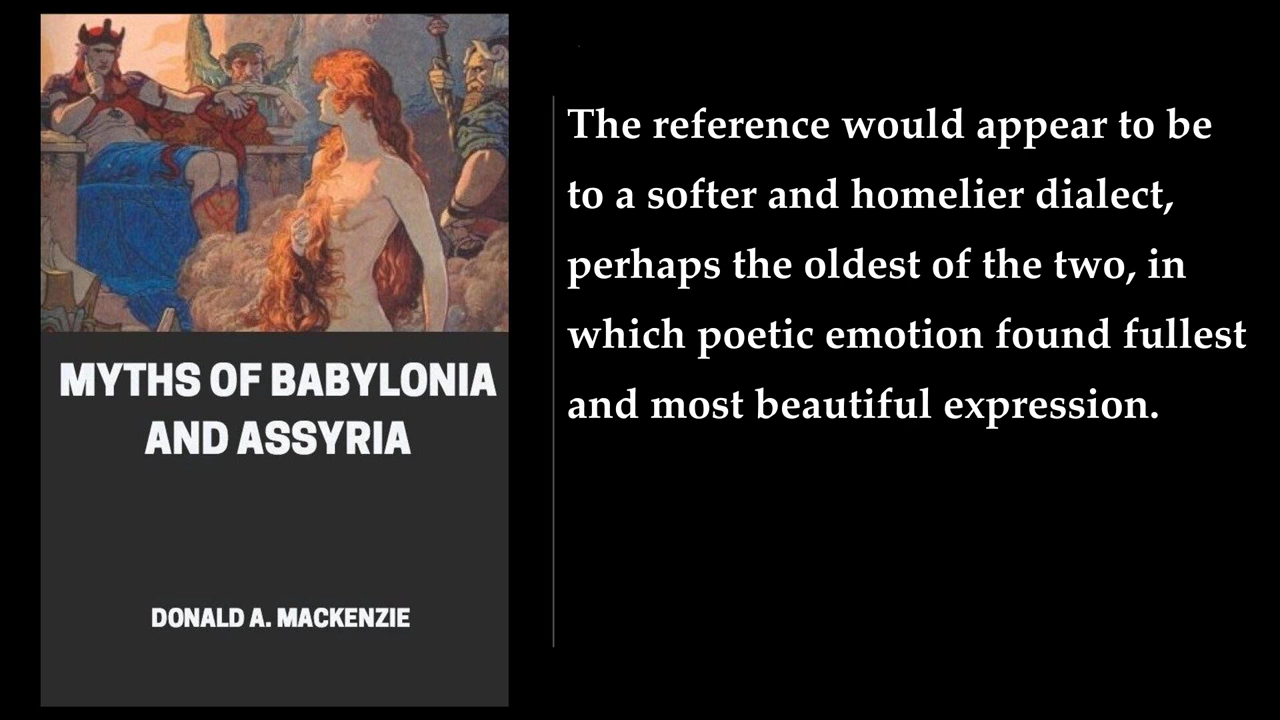 MYTHS OF BABYLONIA
AND ASSYRIA
DONALD A. MACKENZIE
The reference would appear to be
to a softer and homelier dialect,
perhaps the oldest of the two, in
which poetic emotion found fullest
and most beautiful expression.